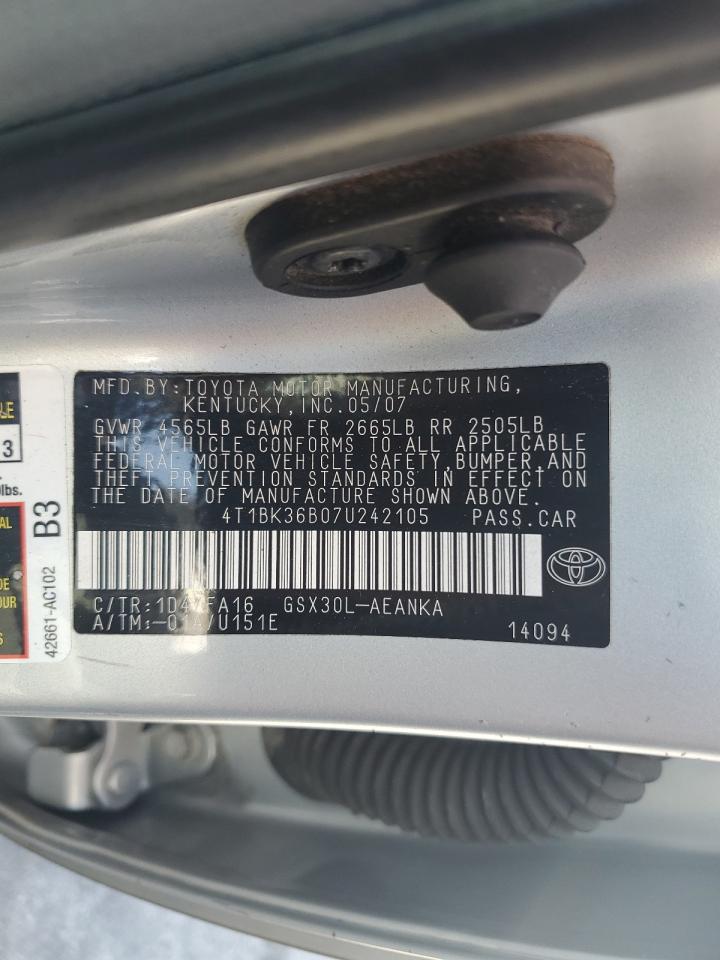 MFD.BY:TOYOTA MOTOR MANUFACTURING,
KENTUCKY,INC.05/07
GVWR 4565LB GAWR FR 2665LB RR 2505LB
THIS VEHICLE CONFORMS TO ALL APPLICABLE
FEDERAL MOTOR VEHICLE SAFETY,BUMPER,AND
THEFT PREVENTION STANDARDS IN EFFECT ON
THE DATE OF MANUFACTURE SHOWN ABOVE.
4T1BK36B07U242105 PASS.CAR
C/TR: GSX30L-AEANKA
A/TM:-01A/U151E
14094
3
lbs.
B3
42661-AC102